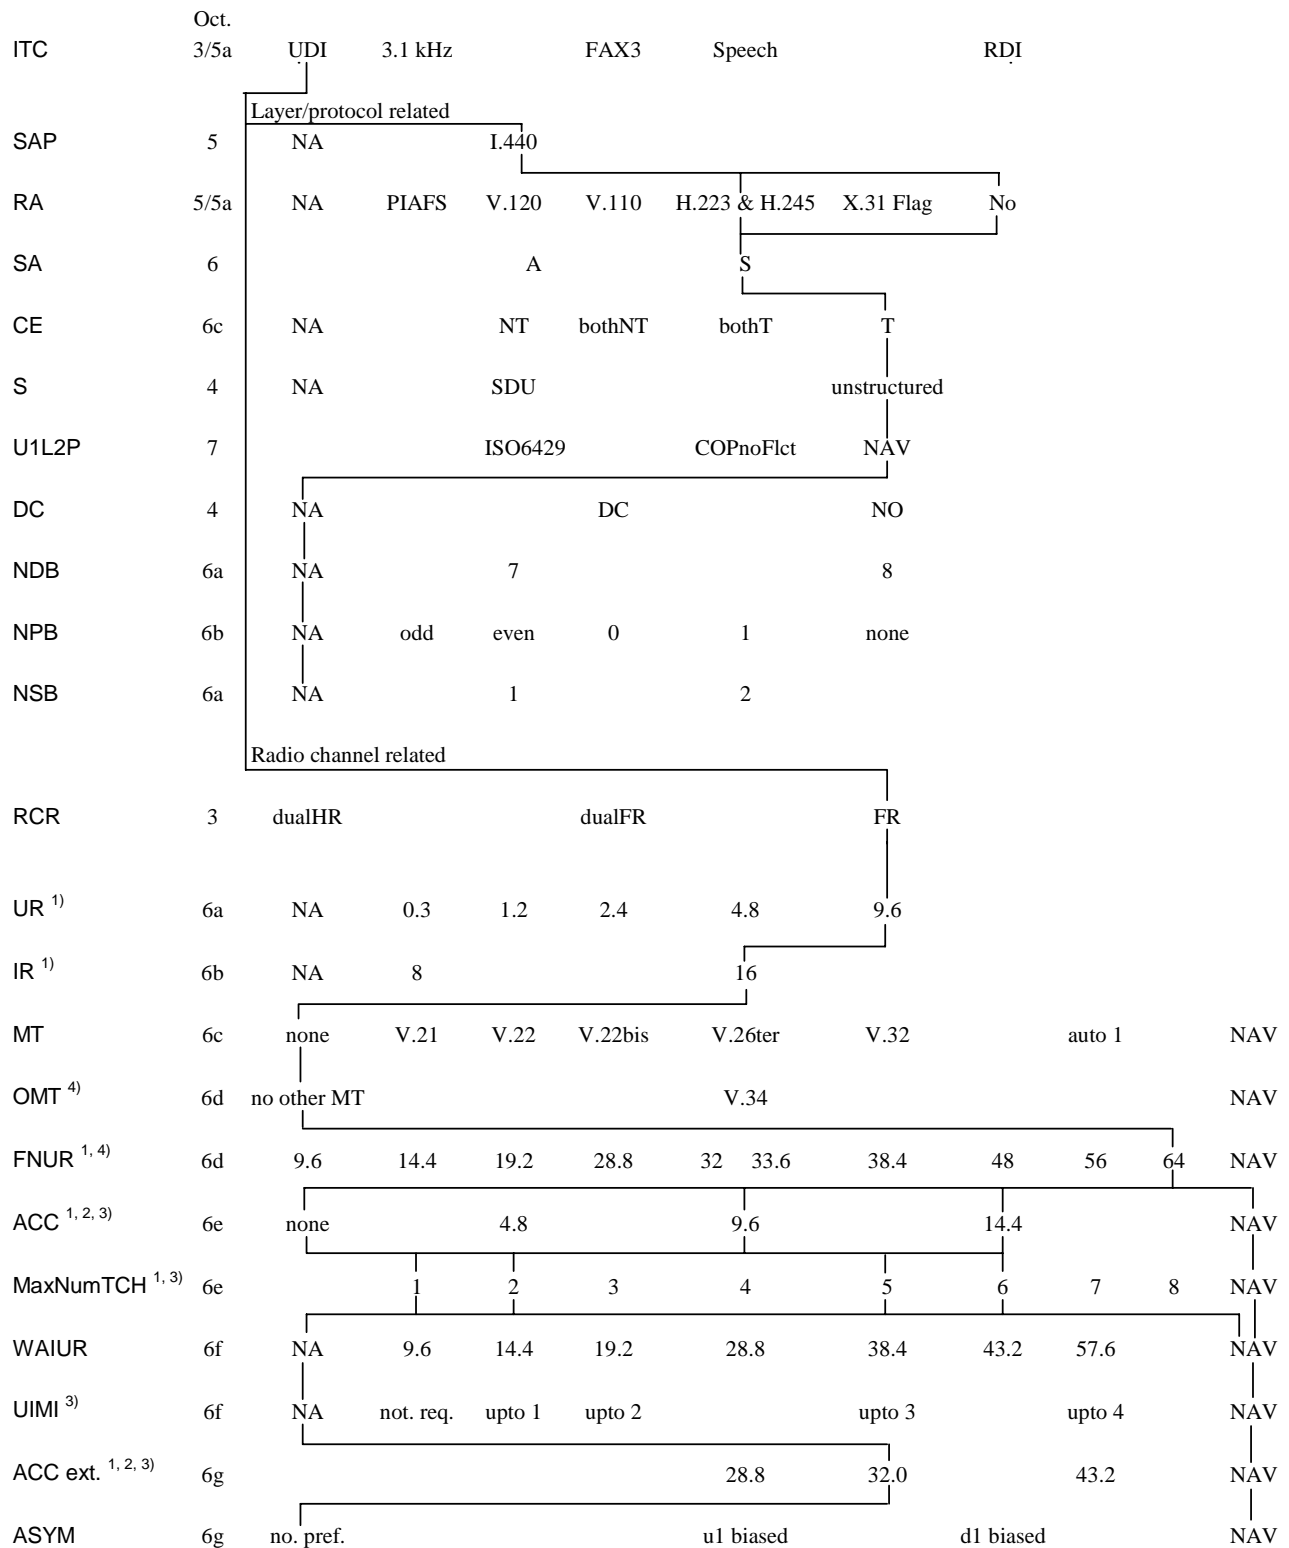 Oct.
ITC 3/5a UDI 3.1 kHz FAX3 Speech RDI
Layer/protocol related
SAP 5 NA I.440
RA 5/5a NA PIAFS V.120 V.110 H.223 & H.245 X.31 Flag No
SA 6 A S
CE 6c NA NT bothNT bothT T
S 4 NA SDU unstructured
U1L2P 7 ISO6429 COPnoFlct NAV
DC 4 NA DC NO
NDB 6a NA 7 8
NPB 6b NA odd even 0 1 none
NSB 6a NA 1 2
Radio channel related
RCR 3 dualHR dualFR FR
UR 1) 6a NA 0.3 1.2 2.4 4.8 9.6
IR 1) 6b NA 8 16
MT 6c none V.21 V.22 V.22bis V.26ter V.32 auto 1 NAV
OMT 4) 6d no other MT V.34 NAV
FNUR 1, 4) 6d 9.6 14.4 19.2 28.8 32 33.6 38.4 48 56 64 NAV
ACC 1, 2, 3) 6e none 4.8 9.6 14.4 NAV
MaxNumTCH 1, 3) 6e 1 2 3 4 5 6 7 8 NAV
WAIUR 6f NA 9.6 14.4 19.2 28.8 38.4 43.2 57.6 NAV
UIMI 3) 6f NA not. req. upto 1 upto 2 upto 3 upto 4 NAV
ACC ext. 1, 2, 3) 6g 28.8 32.0 43.2 NAV
ASYM 6g no. pref. u1 biased d1 biased NAV